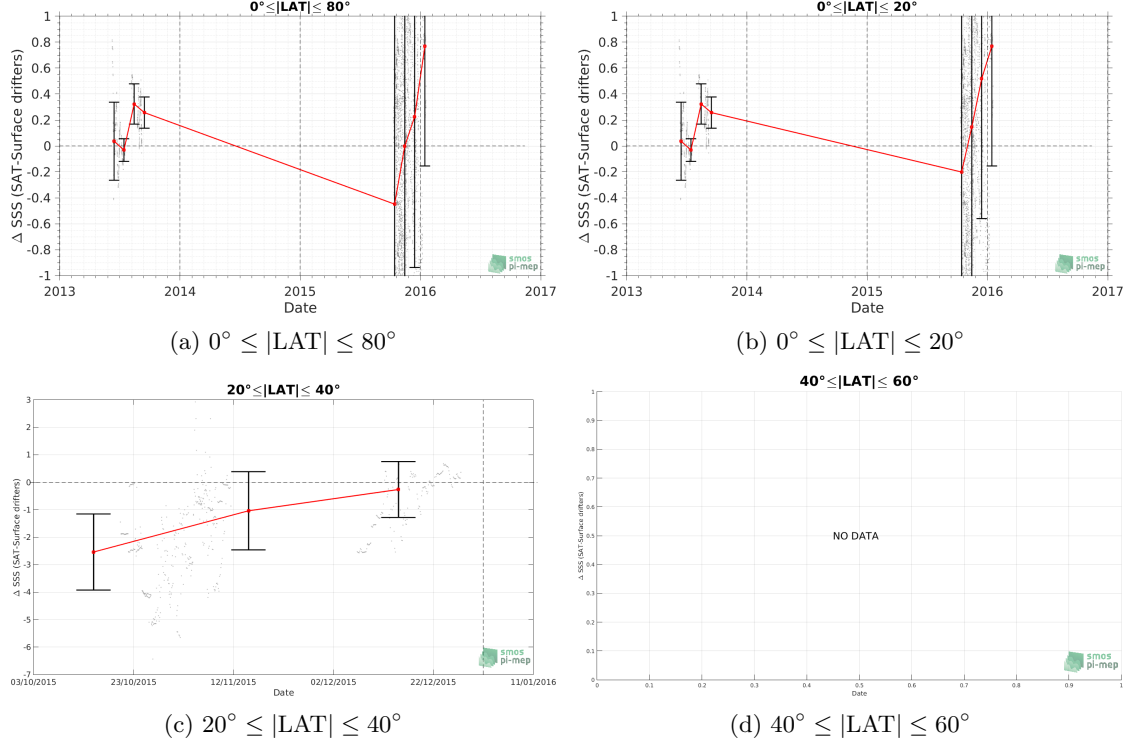 0°≤|LAT|≤ 80°
Δ SSS (SAT-Surface drifters)
1
0.8
0.6
0.4
0.2
0
-0.2
-0.4
-0.6
-0.8
-1
2013 2014 2015 2016 2017
Date
smos
pi-mep
(a) 0° ≤ |LAT| ≤ 80°
0°≤|LAT|≤ 20°
Δ SSS (SAT-Surface drifters)
1
0.8
0.6
0.4
0.2
0
-0.2
-0.4
-0.6
-0.8
-1
2013 2014 2015 2016 2017
Date
smos
pi-mep
(b) 0° ≤ |LAT| ≤ 20°
20°≤|LAT|≤ 40°
Δ SSS (SAT-Surface drifters)
3
2
1
0
-1
-2
-3
-4
-5
-6
-7
03/10/2015 23/10/2015 12/11/2015 02/12/2015 22/12/2015 11/01/2016
Date
smos
pi-mep
(c) 20° ≤ |LAT| ≤ 40°
40°≤|LAT|≤ 60°
Δ SSS (SAT-Surface drifters)
1
0.9
0.8
0.7
0.6
0.5
0.4
0.3
0.2
0.1
0
NO DATA
0 0.1 0.2 0.3 0.4 0.5 0.6 0.7 0.8 0.9 1
Date
smos
pi-mep
(d) 40° ≤ |LAT| ≤ 60°